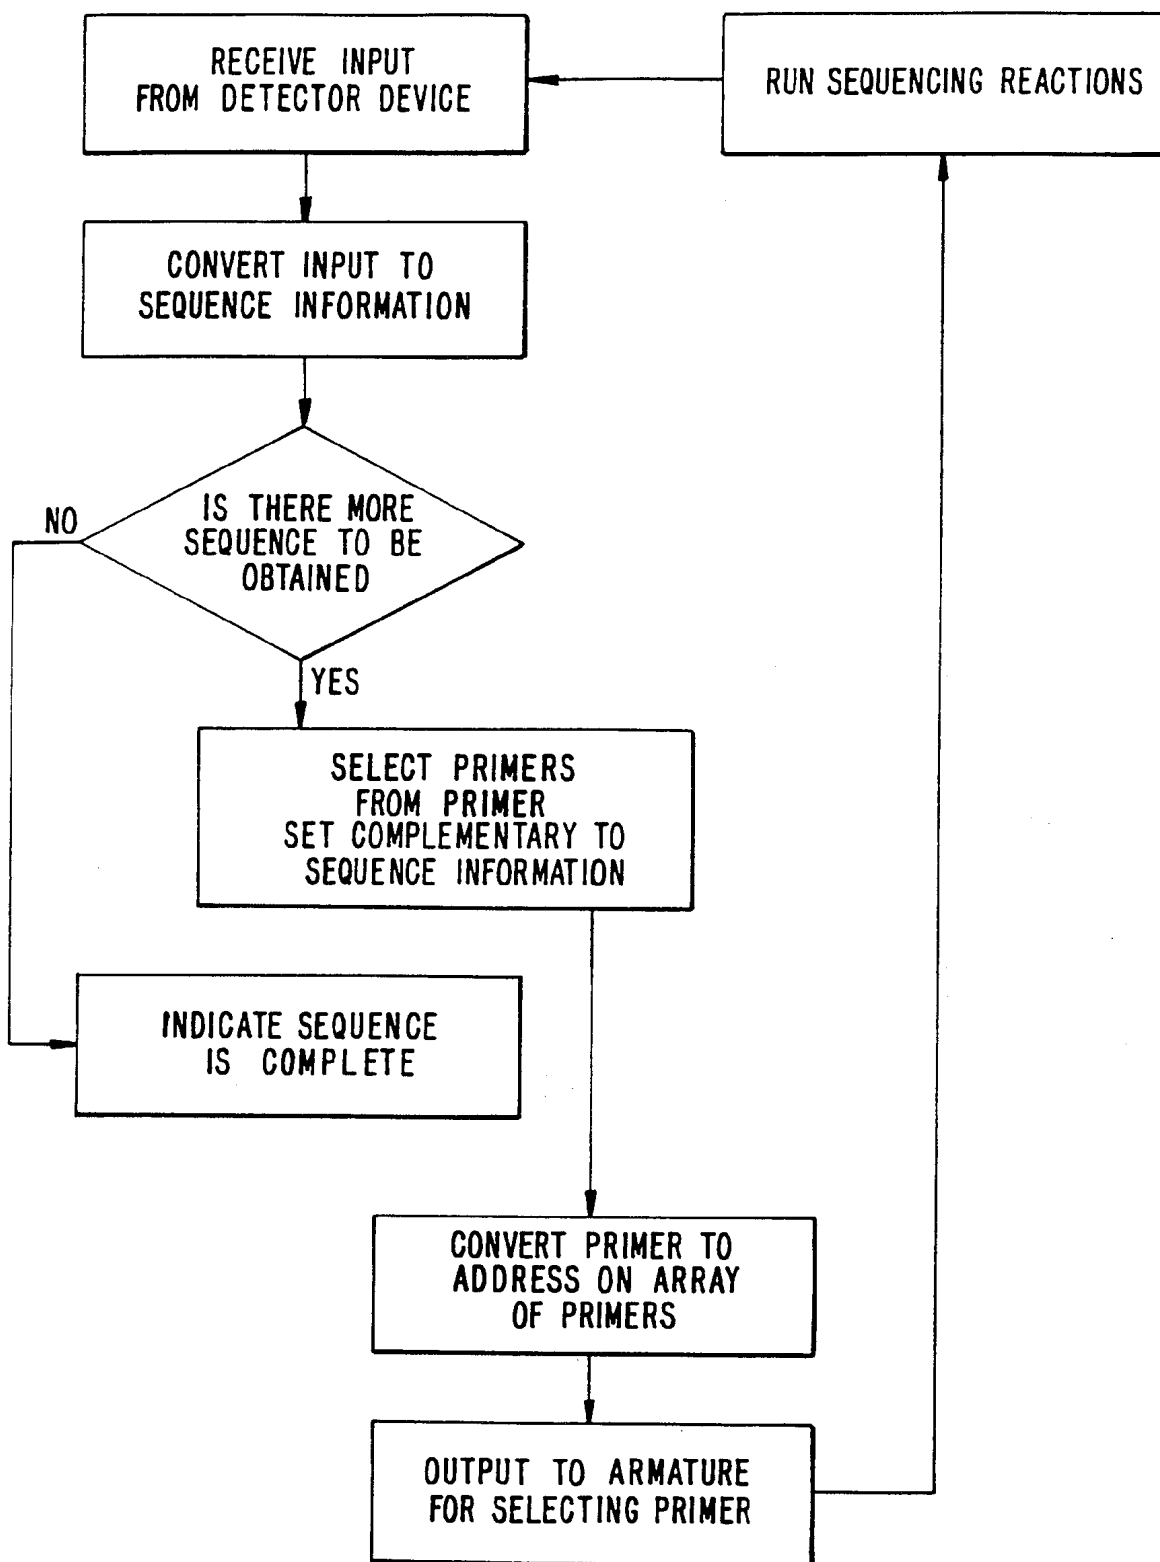 RECEIVE INPUT
FROM DETECTOR DEVICE
RUN SEQUENCING REACTIONS
CONVERT INPUT TO
SEQUENCE INFORMATION
IS THERE MORE
SEQUENCE TO BE
OBTAINED
NO
YES
SELECT PRIMERS
FROM PRIMER
SET COMPLEMENTARY TO
SEQUENCE INFORMATION
INDICATE SEQUENCE
IS COMPLETE
CONVERT PRIMER TO
ADDRESS ON ARRAY
OF PRIMERS
OUTPUT TO ARMATURE
FOR SELECTING PRIMER